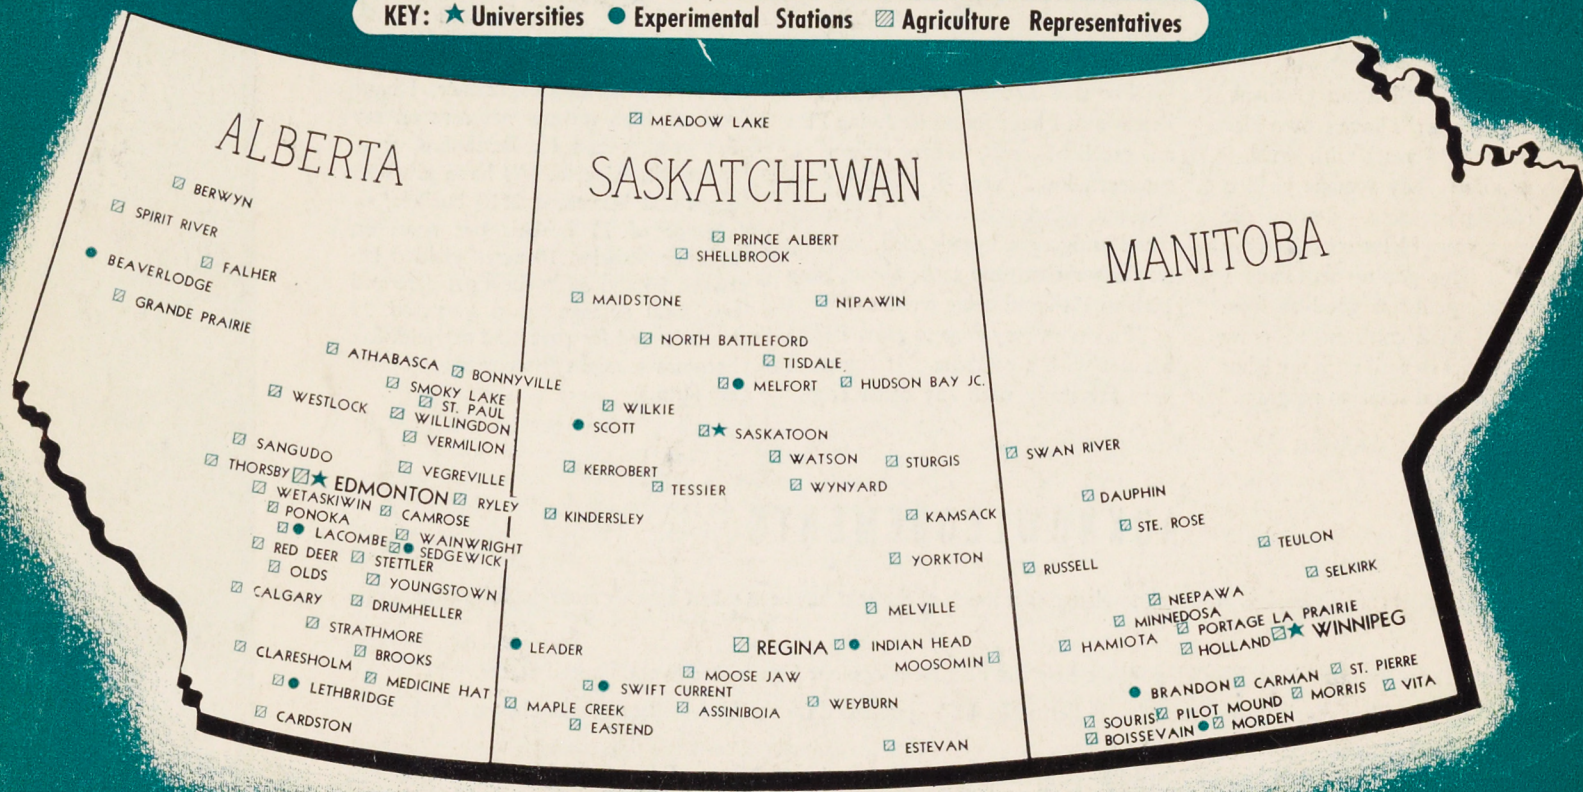 KEY: ★ Universities ● Experimental Stations ▨ Agriculture Representatives
ALBERTA
BERWYN
SPIRIT RIVER
FALHER
BEAVERLODGE
GRANDE PRAIRIE
ATHABASCA
BONNYVILLE
SMOKY LAKE
ST. PAUL
WESTLOCK
WILLINGDON
VERMILION
SANGUDO
VEGREVILLE
THORSBY
EDMONTON
RYLEY
WETASKIWIN
CAMROSE
PONOKA
LACOMBE
WAINWRIGHT
SEDGEWICK
RED DEER
STETTLER
OLDS
YOUNGSTOWN
CALGARY
DRUMHELLER
STRATHMORE
CLARESHOLM
BROOKS
MEDICINE HAT
LETHBRIDGE
CARDSTON
MEADOW LAKE
SASKATCHEWAN
PRINCE ALBERT
SHELLBROOK
MAIDSTONE
NIPAWIN
NORTH BATTLEFORD
TISDALE
MELFORT
HUDSON BAY JC.
WILKIE
SCOTT
SASKATOON
WATSON
STURGIS
KERROBERT
TESSIER
WYNYARD
KINDERSLEY
KAMSACK
YORKTON
MELVILLE
LEADER
REGINA
INDIAN HEAD
MOOSOMIN
MOOSE JAW
SWIFT CURRENT
MAPLE CREEK
ASSINIBOIA
WEYBURN
EASTEND
ESTEVAN
MANITOBA
SWAN RIVER
DAUPHIN
STE. ROSE
TEULON
RUSSELL
SELKIRK
NEEPAWA
MINNEDOSA
PORTAGE LA PRAIRIE
HAMIOTA
HOLLAND
WINNIPEG
ST. PIERRE
BRANDON
CARMAN
MORRIS
VITA
SOURIS
PILOT MOUND
BOISSEVAIN
MORDEN